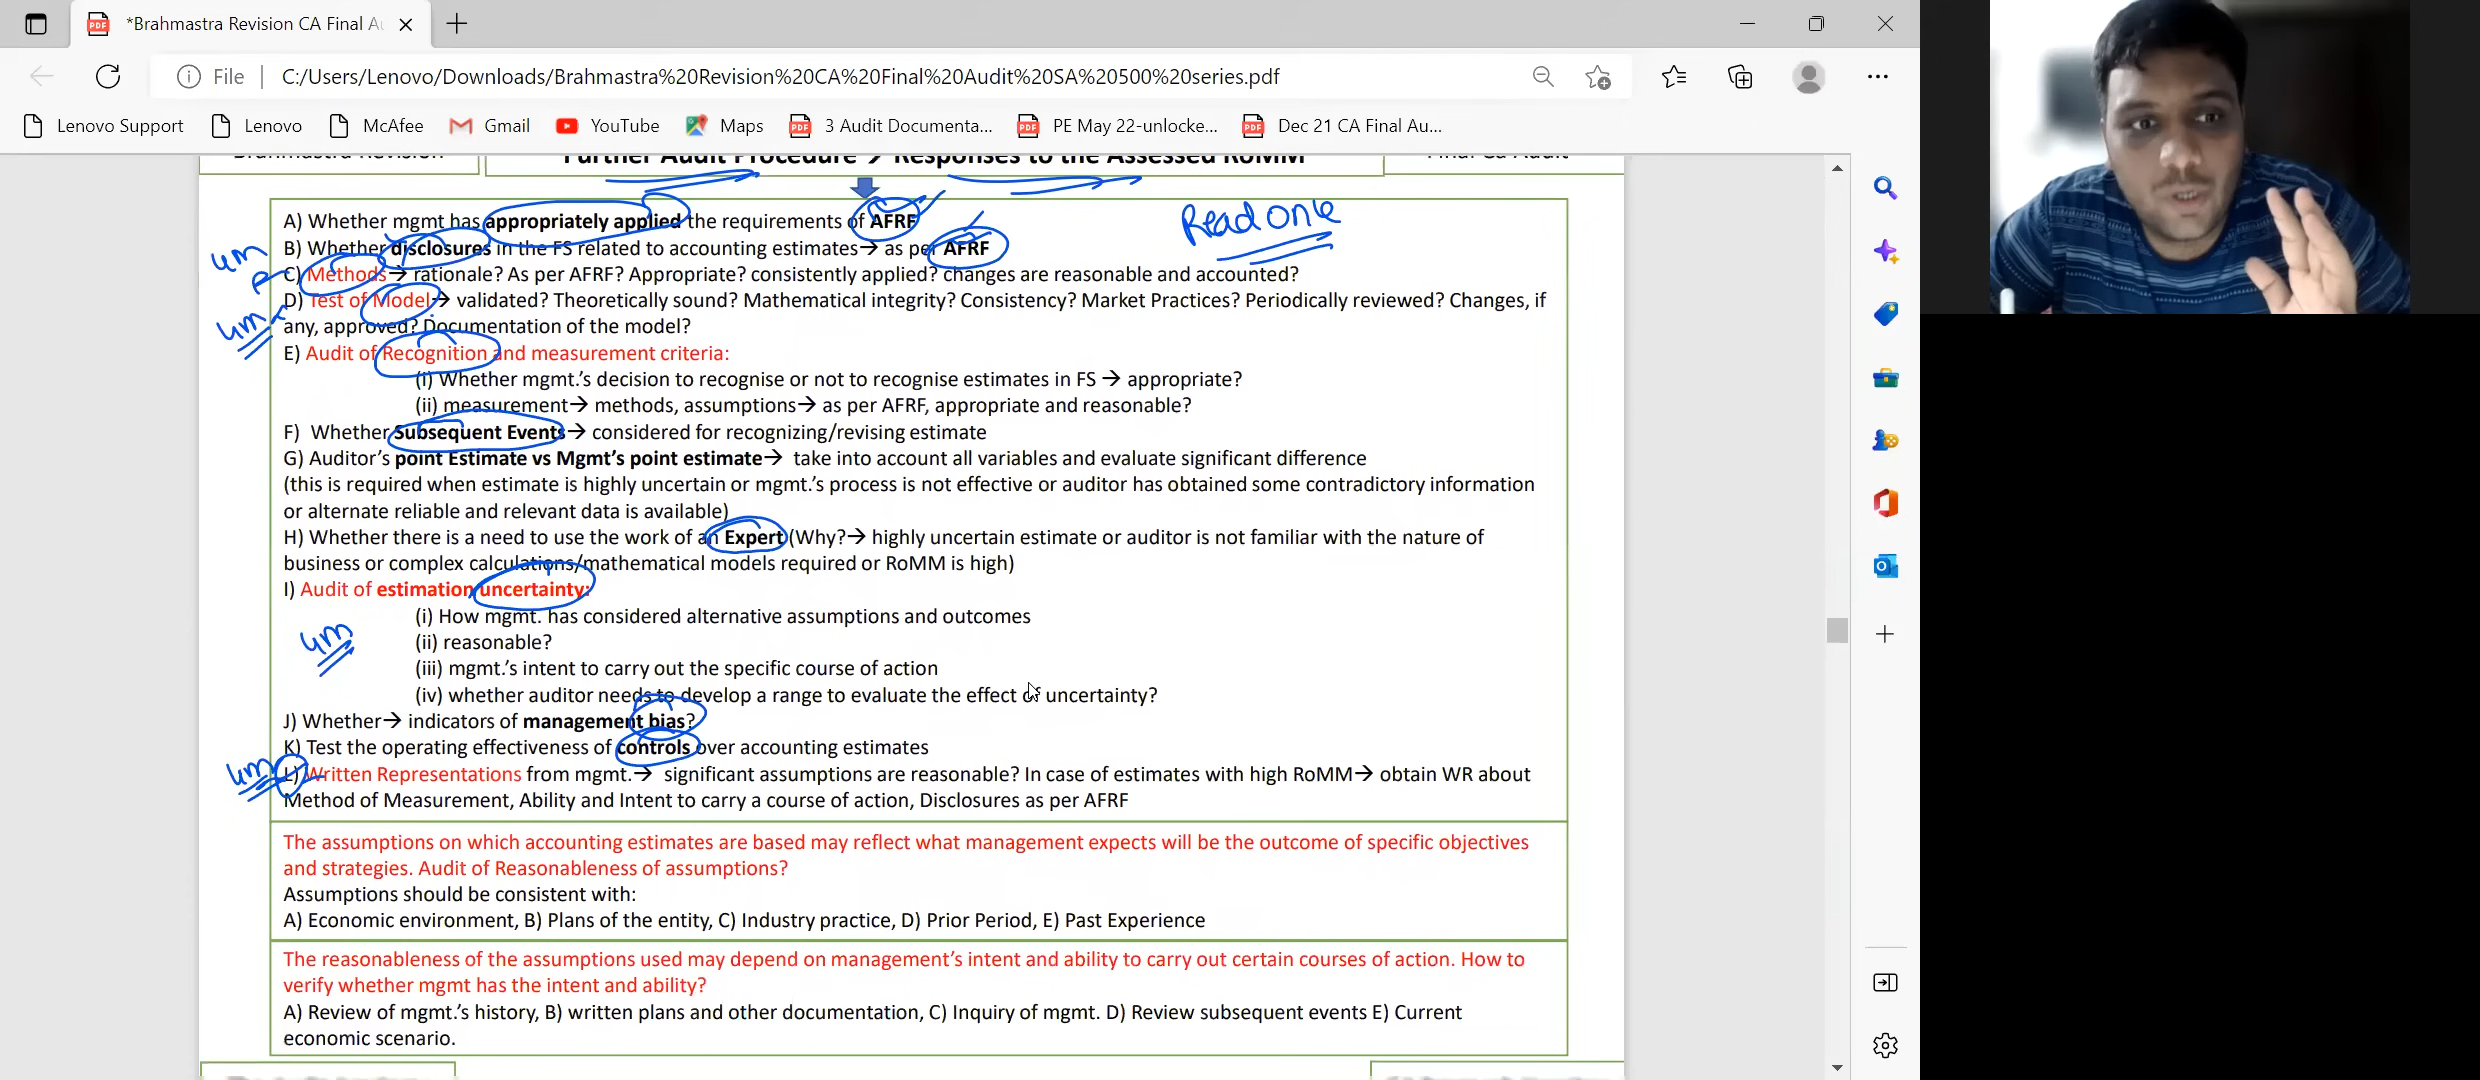 *Brahmastra Revision CA Final Au
File C:/Users/Lenovo/Downloads/Brahmastra%20Revision%20CA%20Final%20Audit%20SA%20500%20series.pdf
Lenovo Support Lenovo McAfee Gmail YouTube Maps 3 Audit Documenta... PE May 22-unlocke... Dec 21 CA Final Au...
Brahmastra Revision Further Audit Procedure → Responses to the Assessed RoMM Final Ca Audit
Read once
A) Whether mgmt has appropriately applied the requirements of AFRF
B) Whether disclosures in the FS related to accounting estimates→ as per AFRF
4m
C) Methods→ rationale? As per AFRF? Appropriate? consistently applied? changes are reasonable and accounted?
D) Test of Model→ validated? Theoretically sound? Mathematical integrity? Consistency? Market Practices? Periodically reviewed? Changes, if
4m
any, approved? Documentation of the model?
E) Audit of Recognition and measurement criteria:
(i) Whether mgmt.'s decision to recognise or not to recognise estimates in FS → appropriate?
(ii) measurement→ methods, assumptions→ as per AFRF, appropriate and reasonable?
F) Whether Subsequent Events→ considered for recognizing/revising estimate
G) Auditor's point Estimate vs Mgmt's point estimate→ take into account all variables and evaluate significant difference
(this is required when estimate is highly uncertain or mgmt.'s process is not effective or auditor has obtained some contradictory information
or alternate reliable and relevant data is available)
H) Whether there is a need to use the work of an Expert (Why?→ highly uncertain estimate or auditor is not familiar with the nature of
business or complex calculations/mathematical models required or RoMM is high)
I) Audit of estimation uncertainty:
(i) How mgmt. has considered alternative assumptions and outcomes
4m
(ii) reasonable?
(iii) mgmt.'s intent to carry out the specific course of action
(iv) whether auditor needs to develop a range to evaluate the effect of uncertainty?
J) Whether→ indicators of management bias?
K) Test the operating effectiveness of controls over accounting estimates
4m
L) Written Representations from mgmt.→ significant assumptions are reasonable? In case of estimates with high RoMM→ obtain WR about
Method of Measurement, Ability and Intent to carry a course of action, Disclosures as per AFRF
The assumptions on which accounting estimates are based may reflect what management expects will be the outcome of specific objectives
and strategies. Audit of Reasonableness of assumptions?
Assumptions should be consistent with:
A) Economic environment, B) Plans of the entity, C) Industry practice, D) Prior Period, E) Past Experience
The reasonableness of the assumptions used may depend on management's intent and ability to carry out certain courses of action. How to
verify whether mgmt has the intent and ability?
A) Review of mgmt.'s history, B) written plans and other documentation, C) Inquiry of mgmt. D) Review subsequent events E) Current
economic scenario.